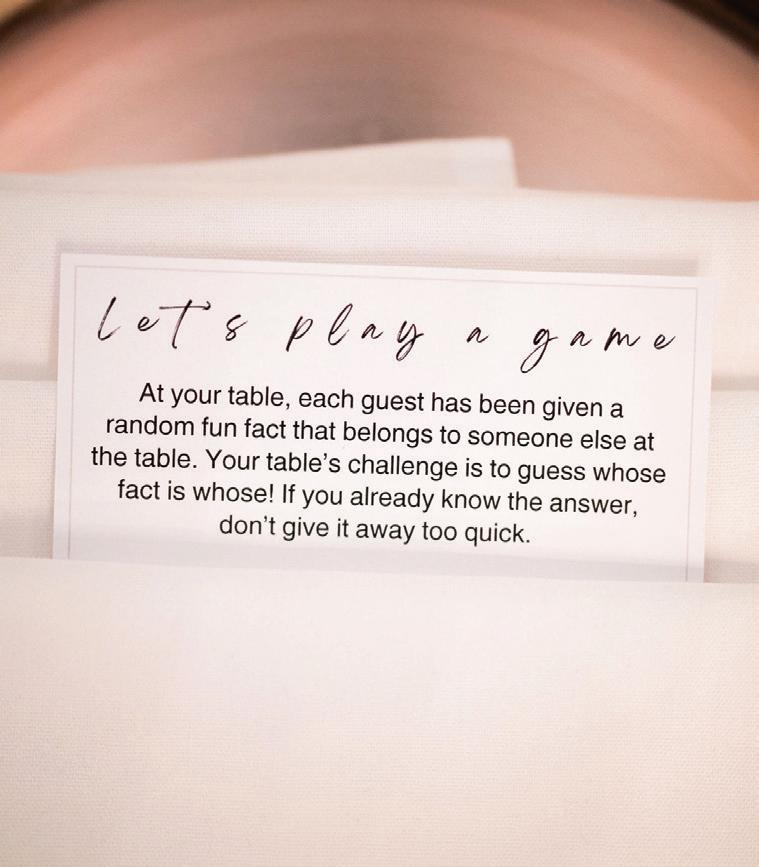 Let's play a game
At your table, each guest has been given a
random fun fact that belongs to someone else at
the table. Your table's challenge is to guess whose
fact is whose! If you already know the answer,
don't give it away too quick.